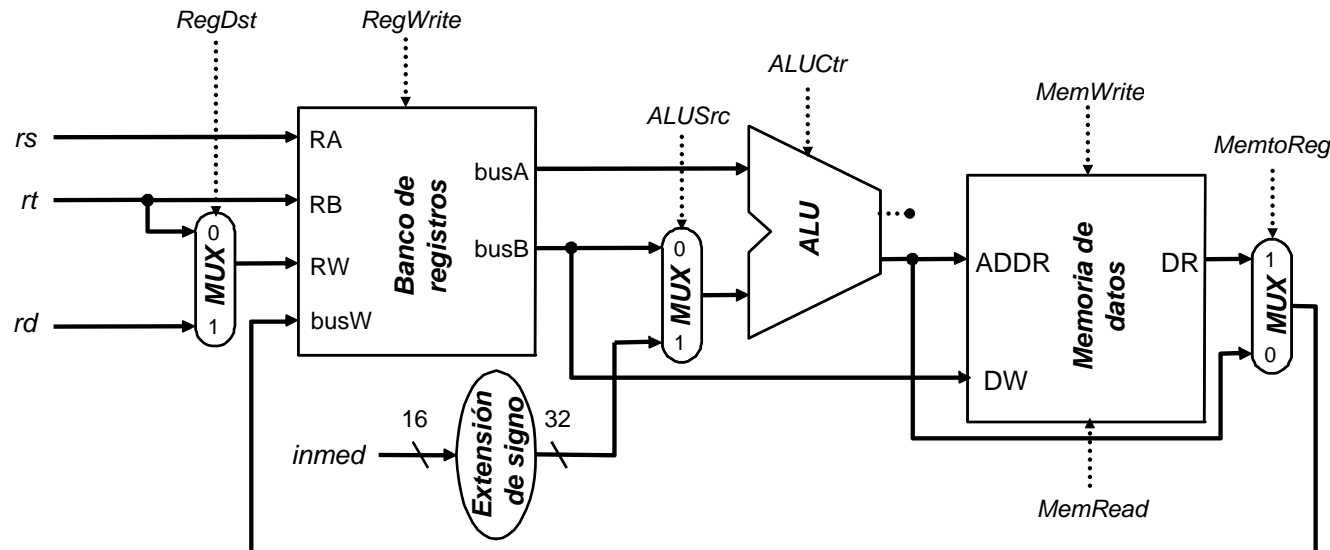 RegDst
RegWrite
ALUCtr
ALUSrc
MemWrite
MemtoReg
rs
RA
busA
rt
RB
0
MUX
1
Banco de
registros
busB
RW
rd
busW
0
MUX
1
ALU
ADDR
DR
Memoria de
datos
DW
1
MUX
0
16
32
inmed
Extensión
de signo
MemRead